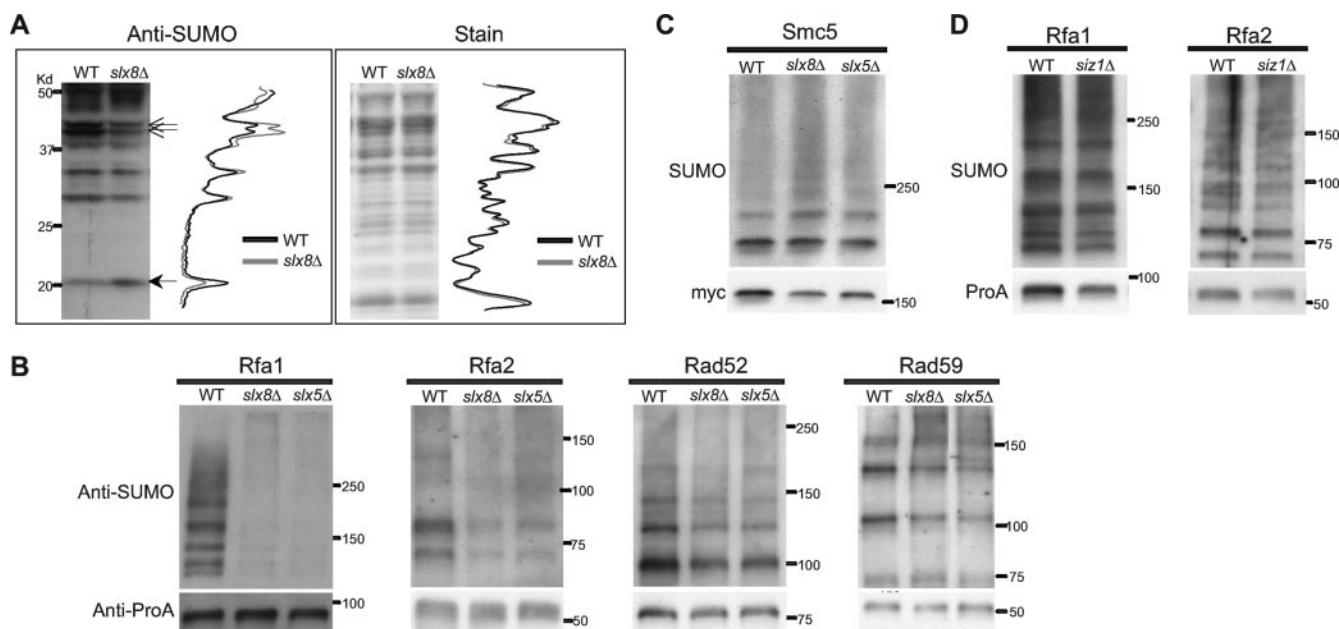 A
Anti-SUMO
Stain
WT slx8Δ
WT slx8Δ
Kd
50
37
25
20
WT
slx8Δ
WT
slx8Δ
C
Smc5
WT slx8Δ slx5Δ
SUMO
250
myc
150
D
Rfa1
Rfa2
WT siz1Δ
WT siz1Δ
SUMO
250
150
150
100
75
ProA
100
50
B
Rfa1
Rfa2
Rad52
Rad59
WT slx8Δ slx5Δ
WT slx8Δ slx5Δ
WT slx8Δ slx5Δ
WT slx8Δ slx5Δ
Anti-SUMO
250
150
150
100
75
250
150
100
150
100
75
Anti-ProA
100
50
75
50